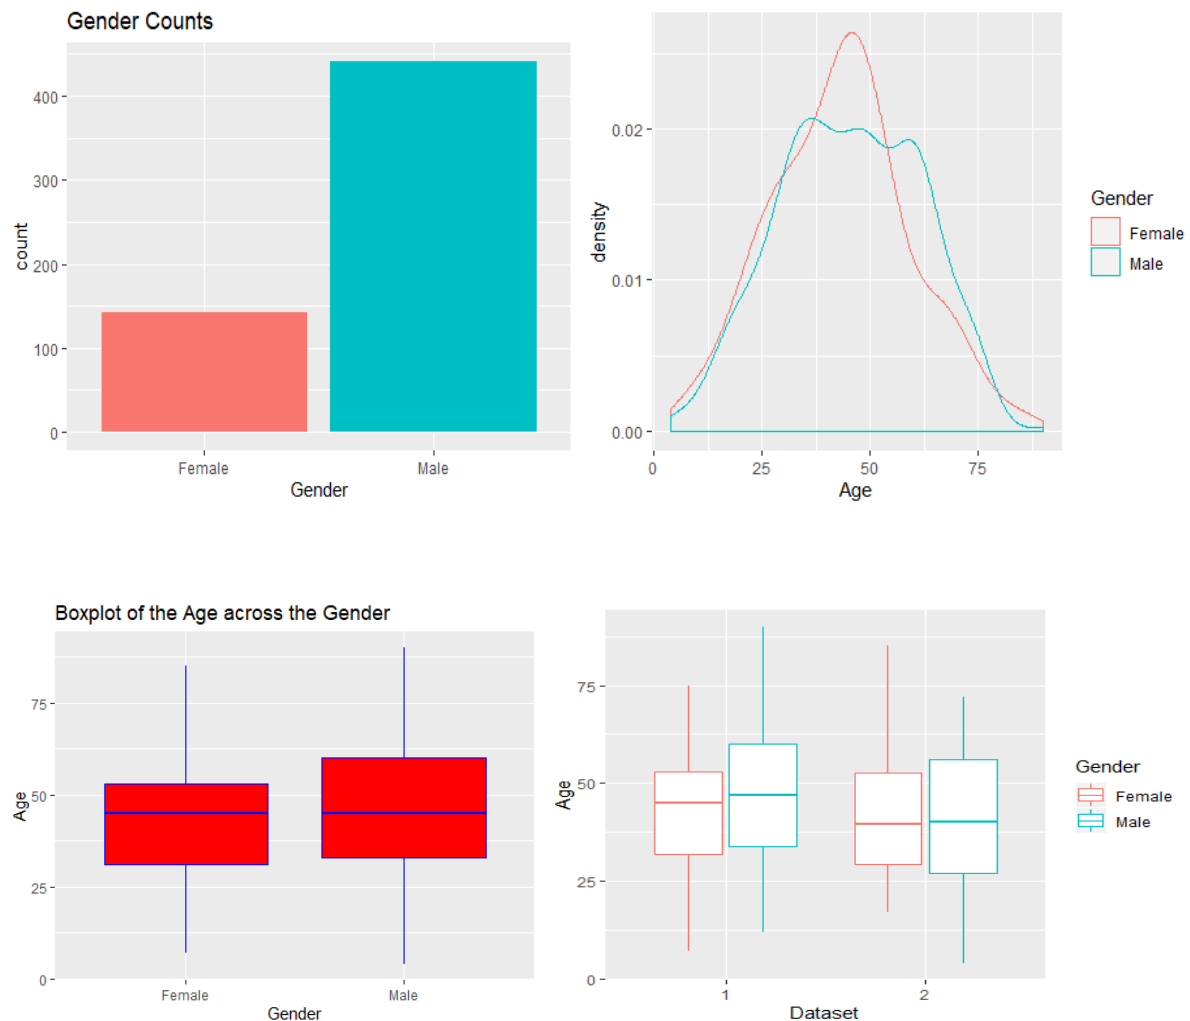 Gender Counts
count
400
300
200
100
0
Female
Male
Gender
density
0.02
0.01
0.00
0
25
50
75
Age
Gender
Female
Male
Boxplot of the Age across the Gender
Age
75
50
25
0
Female
Male
Gender
Age
75
50
25
0
1
2
Dataset
Gender
Female
Male